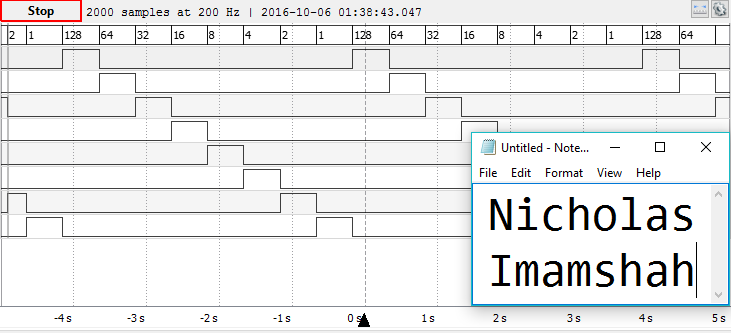 Stop 2000 samples at 200 Hz | 2016-10-06 01:38:43.047
2 1 128 64 32 16 8 4 2 1 128 64 32 16 8 4 2 1 128 64
Untitled - Note...
File Edit Format View Help
Nicholas
Imamshah
-4 s -3 s -2 s -1 s 0 s 1 s 2 s 3 s 4 s 5 s